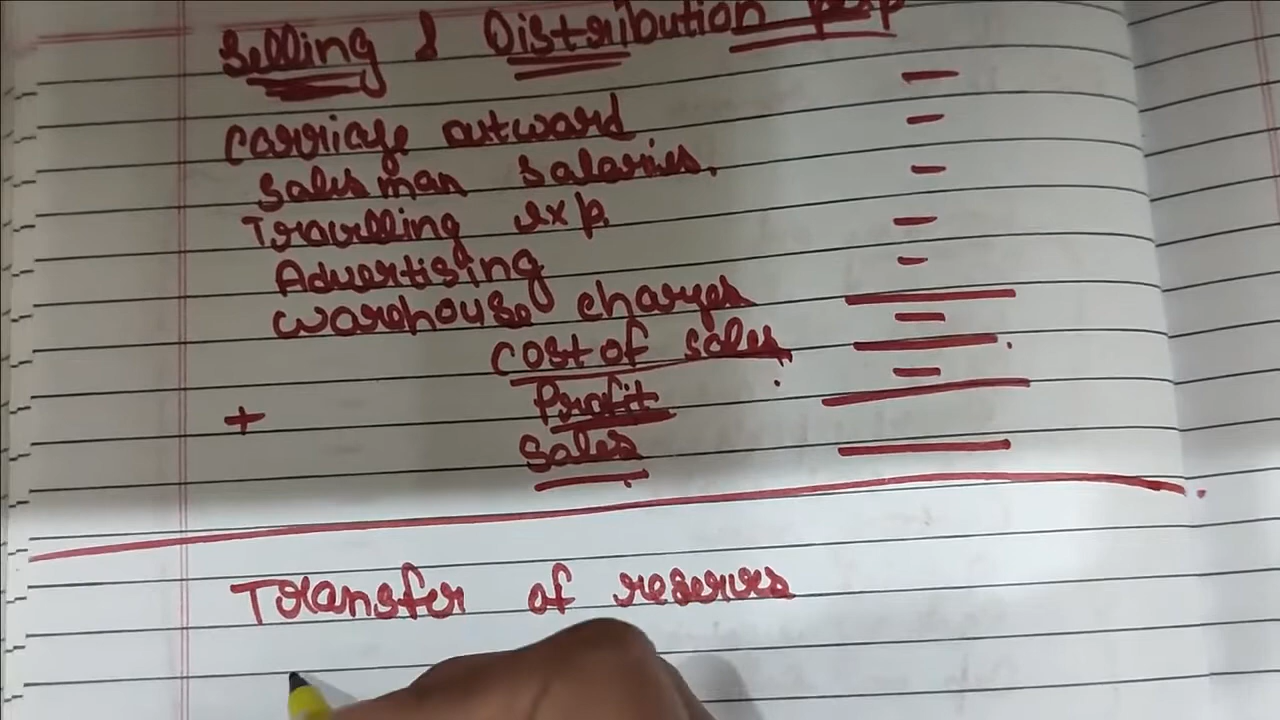 Selling & Distribution exp
Carriage outward —
Salesman Salaries. —
Travelling exp. —
Advertising —
Warehouse charges —
Cost of sales —
+ Profit —
Sales
Transfer of reserves